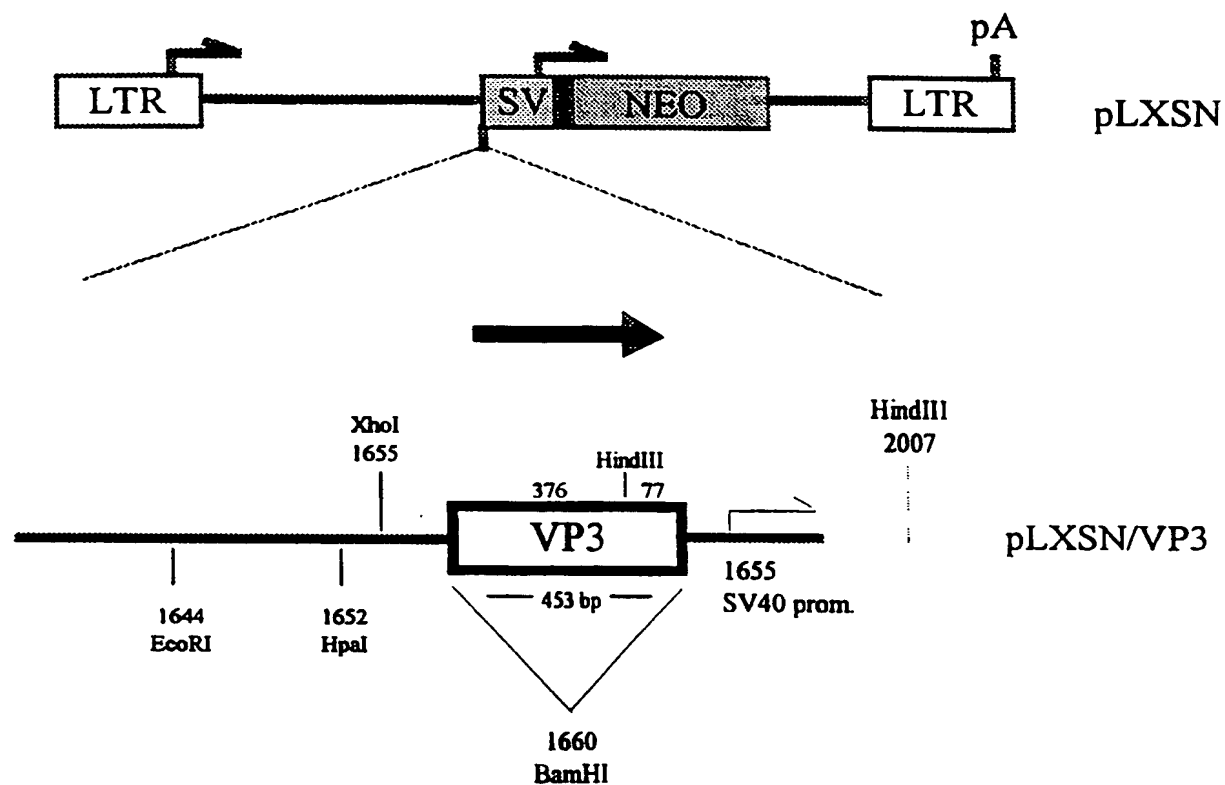 pA
LTR
SV
NEO
LTR
pLXSN
XhoI
1655
HindIII
2007
HindIII
376
77
VP3
pLXSN/VP3
453 bp
1655
SV40 prom.
1644
EcoRI
1652
HpaI
1660
BamHI